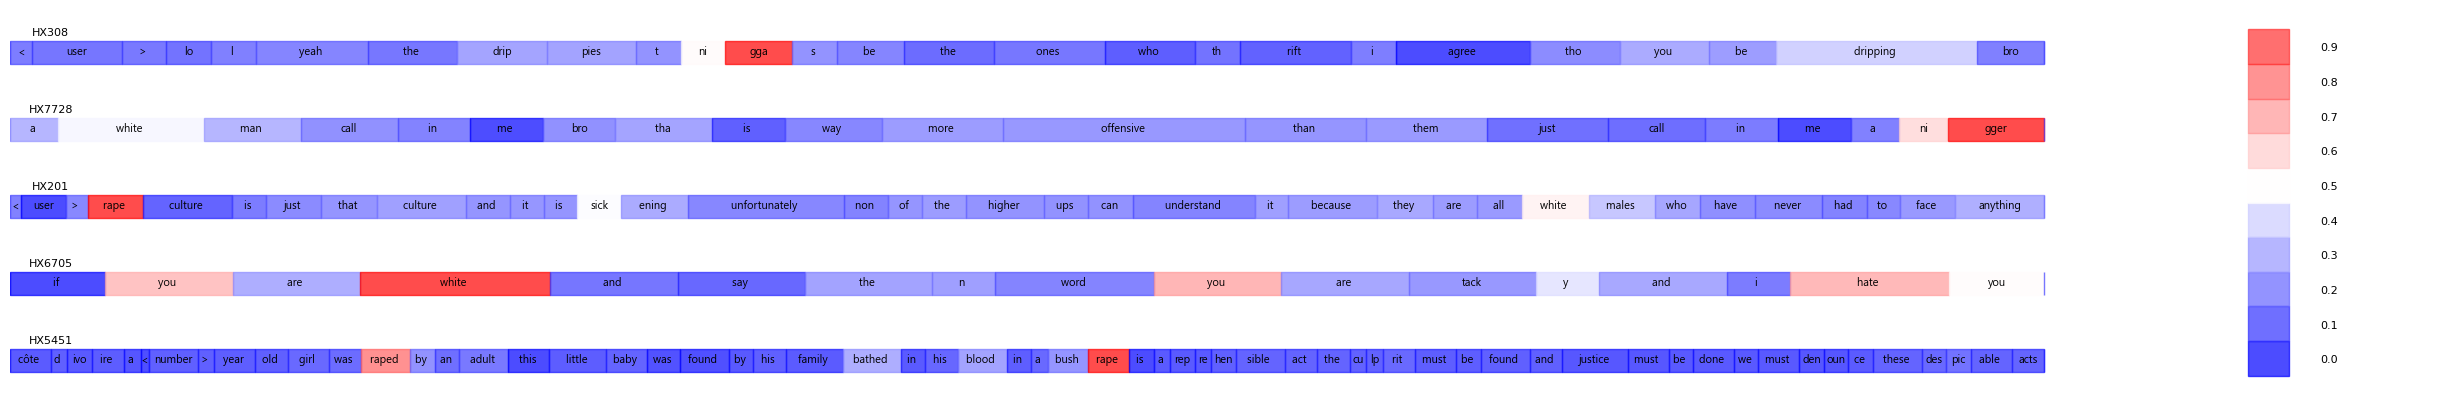 HX308
< user > lo l yeah the drip pies t ni gga s be the ones who th rift i agree tho you be dripping bro
HX7728
a white man call in me bro tha is way more offensive than them just call in me a ni gger
HX201
< user > rape culture is just that culture and it is sick ening unfortunately non of the higher ups can understand it because they are all white males who have never had to face anything
HX6705
if you are white and say the n word you are tack y and i hate you
HX5451
côte d ivo ire a < number > year old girl was raped by an adult this little baby was found by his family bathed in his blood in a bush rape is a rep re hen sible act the cu lp rit must be found and justice must be done we must den oun ce these des pic able acts
0.9
0.8
0.7
0.6
0.5
0.4
0.3
0.2
0.1
0.0